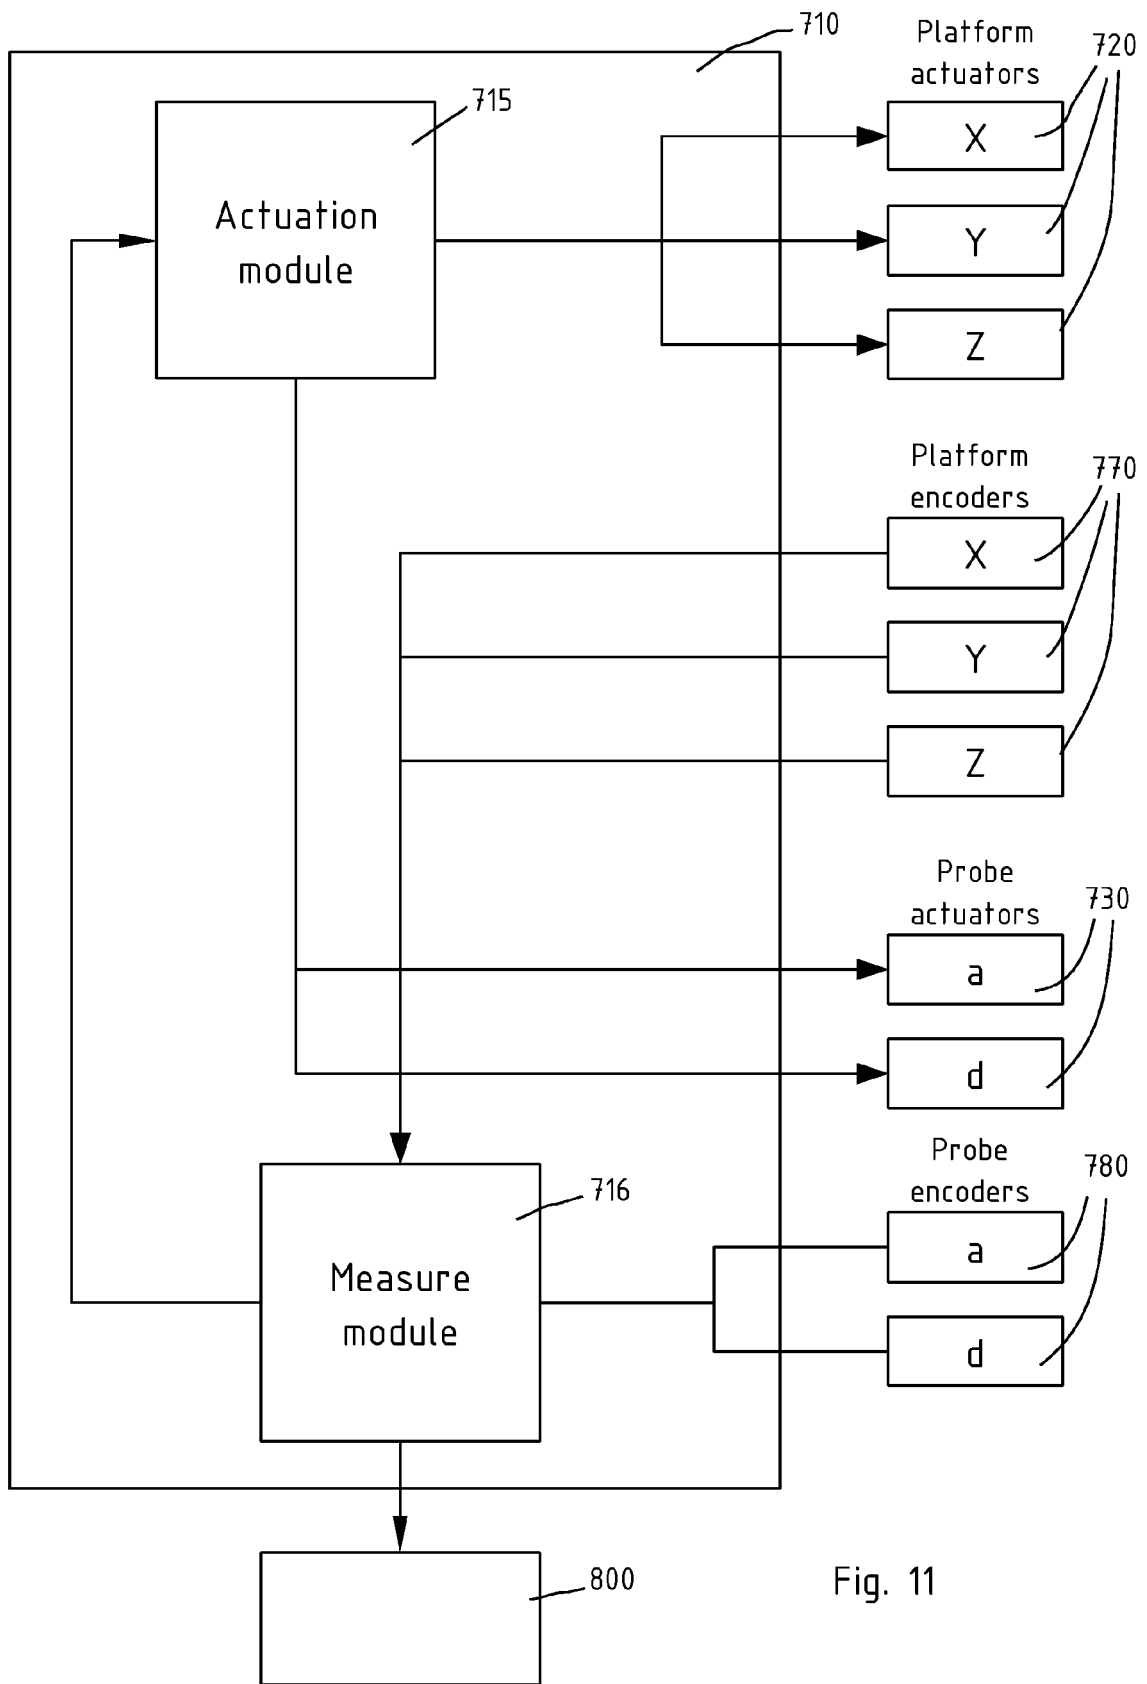 710
Platform
actuators
720
715
X
Actuation
module
Y
Z
Platform
encoders
770
X
Y
Z
Probe
actuators
730
a
d
Probe
encoders
780
716
a
Measure
module
d
800
Fig. 11